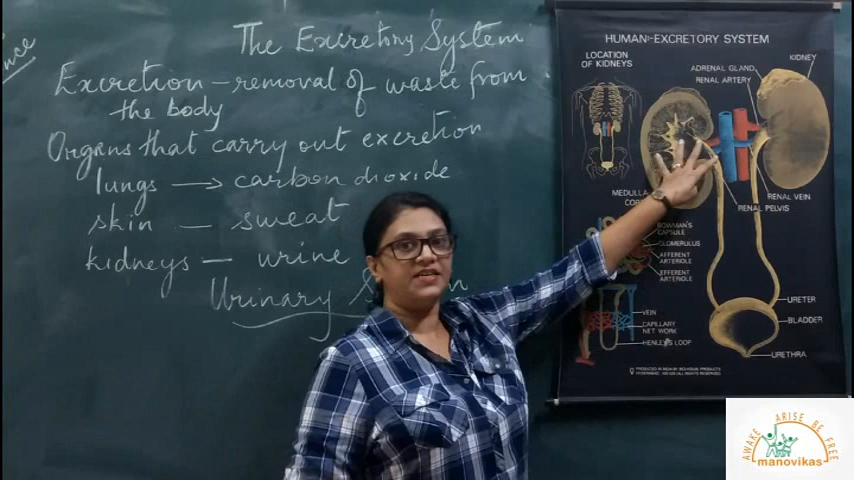 The Excretory System
Excretion – removal of waste from
the body
Organs that carry out excretion
lungs → carbon dioxide
skin – sweat
kidneys – urine
Urinary
HUMAN EXCRETORY SYSTEM
LOCATION
OF KIDNEYS
KIDNEY
ADRENAL GLAND
RENAL ARTERY
MEDULLA
RENAL VEIN
RENAL PELVIS
BOWMAN'S
CAPSULE
GLOMERULUS
AFFERENT
ARTERIOLE
EFFERENT
ARTERIOLE
VEIN
CAPILLARY
NET WORK
HENLEY'S LOOP
URETER
BLADDER
URETHRA
AWAKE ARISE BE FREE
manovikas